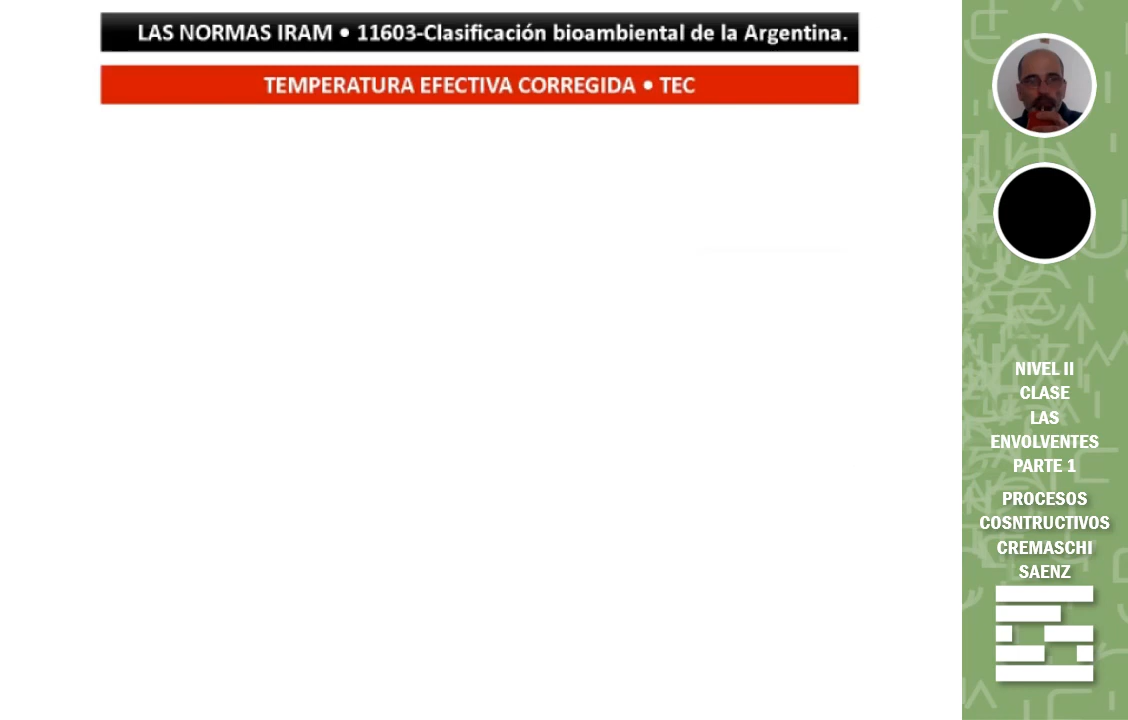 LAS NORMAS IRAM • 11603-Clasificación bioambiental de la Argentina.
TEMPERATURA EFECTIVA CORREGIDA • TEC
NIVEL II
CLASE
LAS
ENVOLVENTES
PARTE 1
PROCESOS
COSNTRUCTIVOS
CREMASCHI
SAENZ